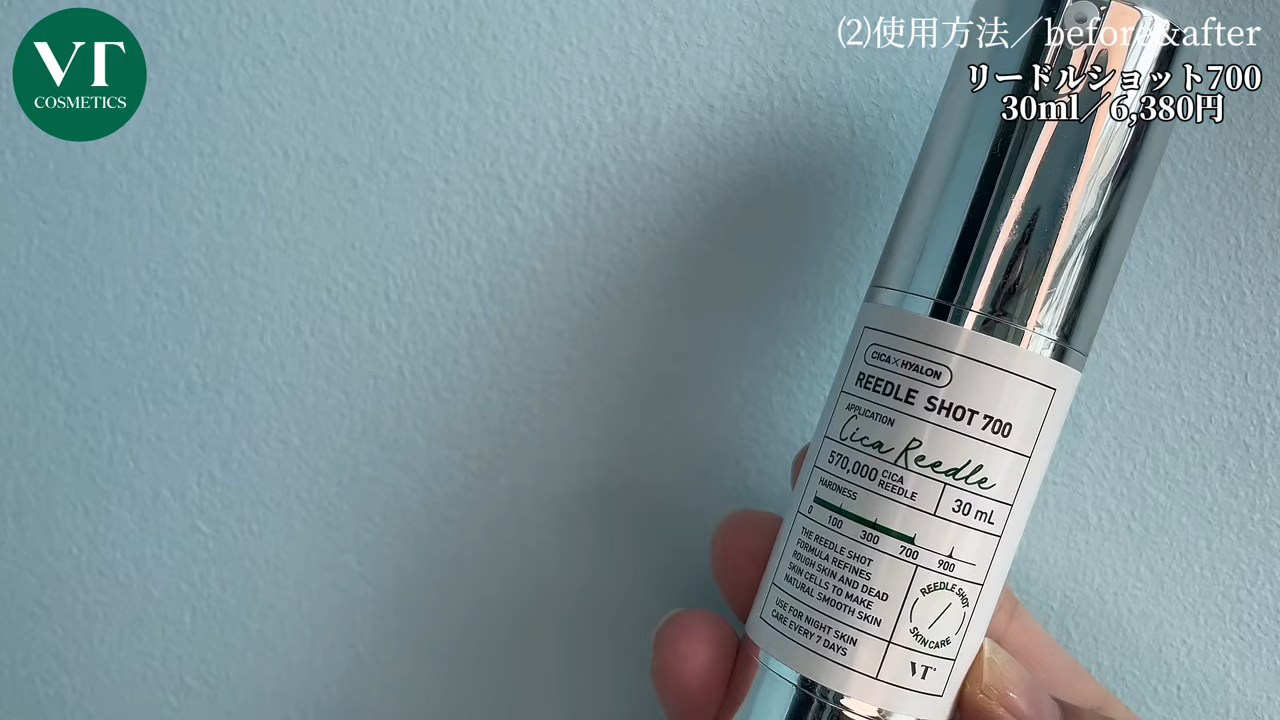 VT
COSMETICS
⑵使用方法／before&after
リードルショット700
30ml／6,380円
CICA×HYALON
REEDLE SHOT 700
APPLICATION
Cica Reedle
570,000 CICA REEDLE
30 mL
HARDNESS
0 100 300 700 900
THE REEDLE SHOT
FORMULA REFINES
ROUGH SKIN AND DEAD
SKIN CELLS TO MAKE
NATURAL SMOOTH SKIN
REEDLE SHOT
SKINCARE
USE FOR NIGHT SKIN
CARE EVERY 7 DAYS
VT